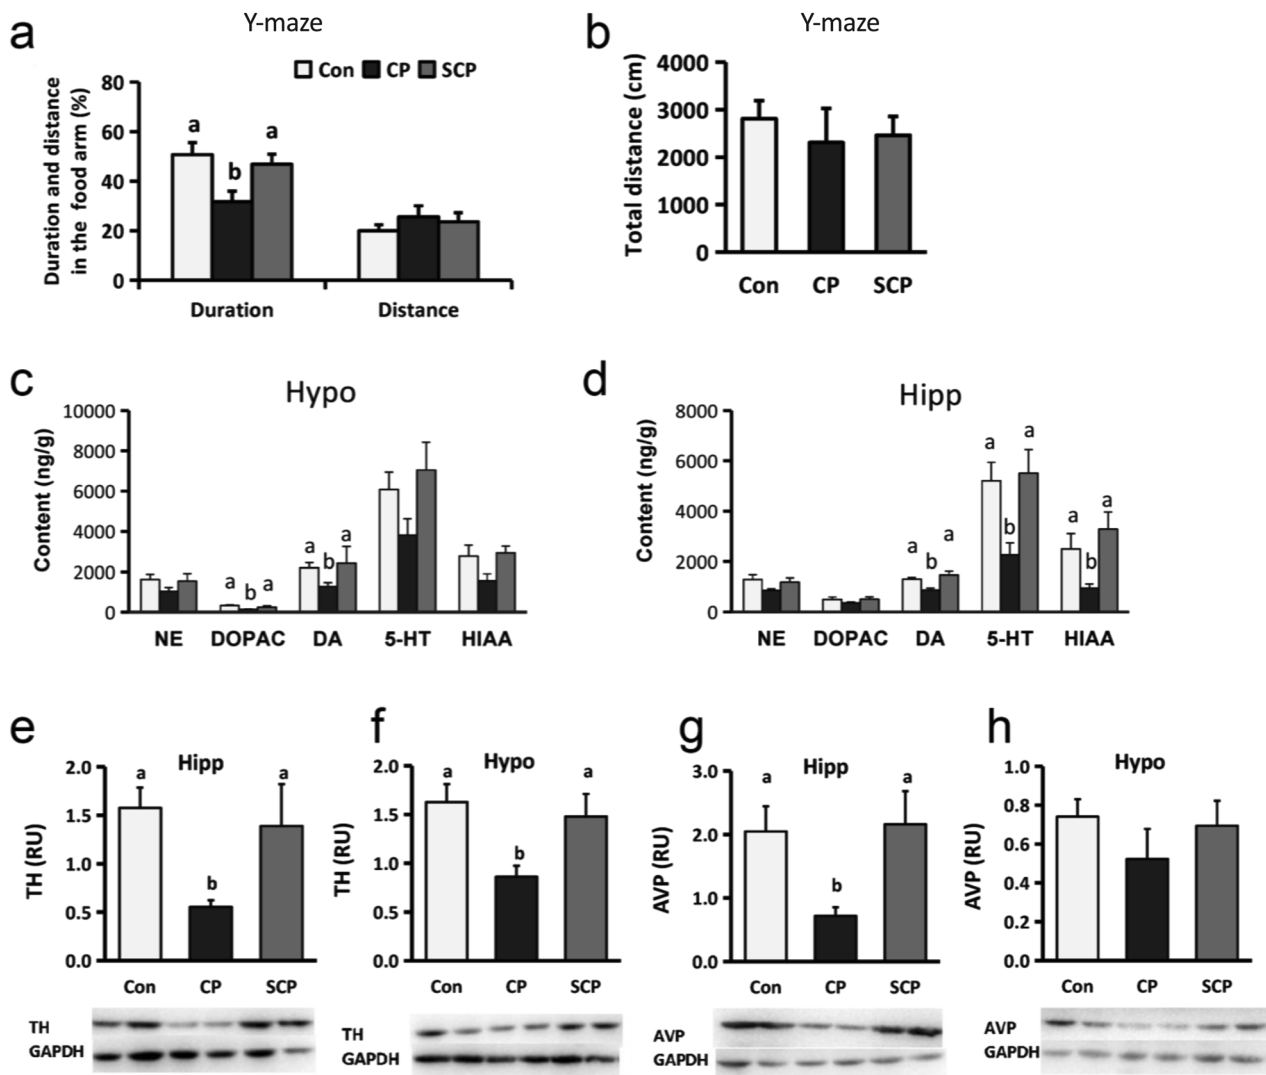 a
Y-maze
Con CP SCP
Duration and distance
in the food arm (%)
80
60
40
20
0
a
b
a
Duration Distance
b
Y-maze
Total distance (cm)
4000
3000
2000
1000
0
Con CP SCP
c
Hypo
Content (ng/g)
10000
8000
6000
4000
2000
0
a b a
a b a
NE DOPAC DA 5-HT HIAA
d
Hipp
Content (ng/g)
8000
6000
4000
2000
0
a b a
a b a
a b a
NE DOPAC DA 5-HT HIAA
e
Hipp
TH (RU)
2.0
1.5
1.0
0.5
0.0
a b a
Con CP SCP
TH
GAPDH
f
Hypo
TH (RU)
2.0
1.5
1.0
0.5
0.0
a b a
Con CP SCP
TH
GAPDH
g
Hipp
AVP (RU)
3.0
2.0
1.0
0.0
a b a
Con CP SCP
AVP
GAPDH
h
Hypo
AVP (RU)
1.0
0.8
0.6
0.4
0.2
0.0
Con CP SCP
AVP
GAPDH